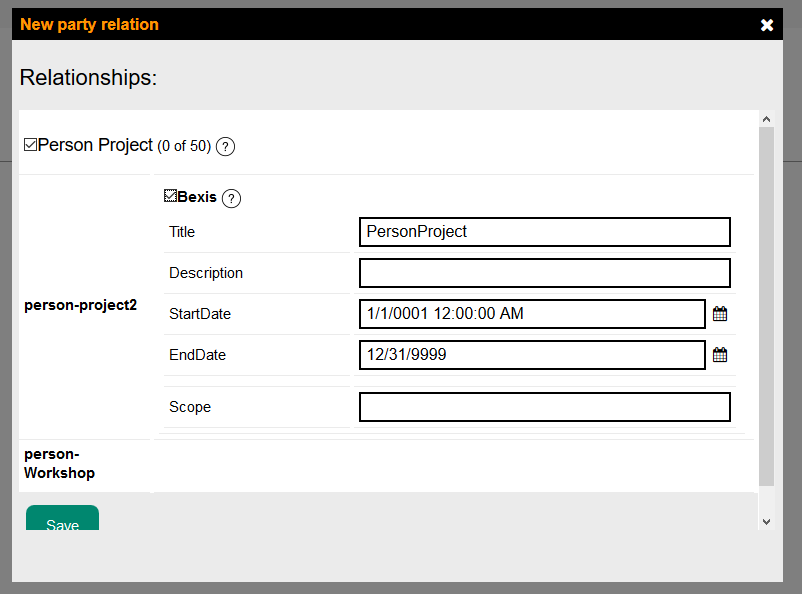 New party relation
Relationships:
Person Project (0 of 50) ?
Bexis ?
Title PersonProject
Description
person-project2
StartDate 1/1/0001 12:00:00 AM
EndDate 12/31/9999
Scope
person-
Workshop
Save